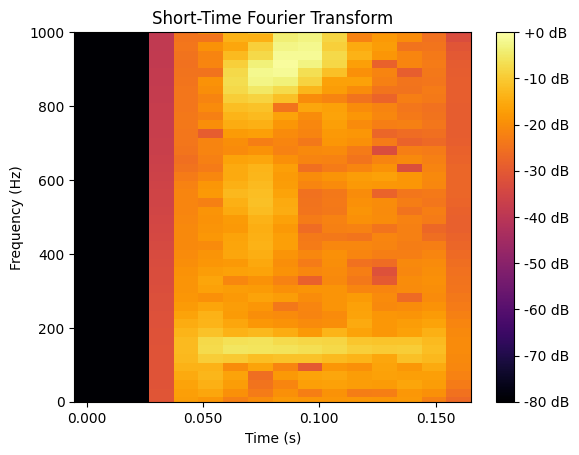 Short-Time Fourier Transform
1000
800
600
400
200
0
Frequency (Hz)
0.000
0.050
0.100
0.150
Time (s)
+0 dB
-10 dB
-20 dB
-30 dB
-40 dB
-50 dB
-60 dB
-70 dB
-80 dB